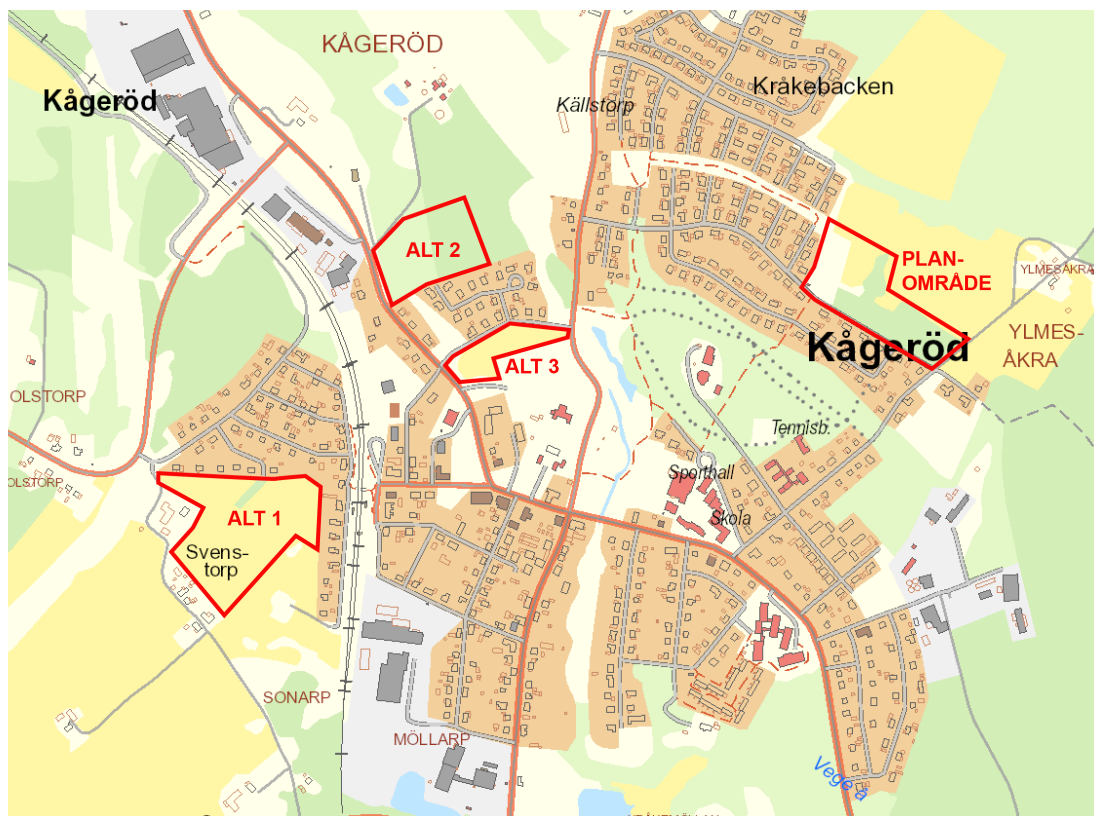 KÅGERÖD
Kågeröd
Kråkebacken
Källstorp
ALT 2
PLAN-
OMRÅDE
YLMESÅKRA
YLMES-
ÅKRA
Kågeröd
ALT 3
OLSTORP
Tennisb.
OLSTORP
Sporthall
Skola
ALT 1
Svens-
torp
SONARP
MÖLLARP
Vege å